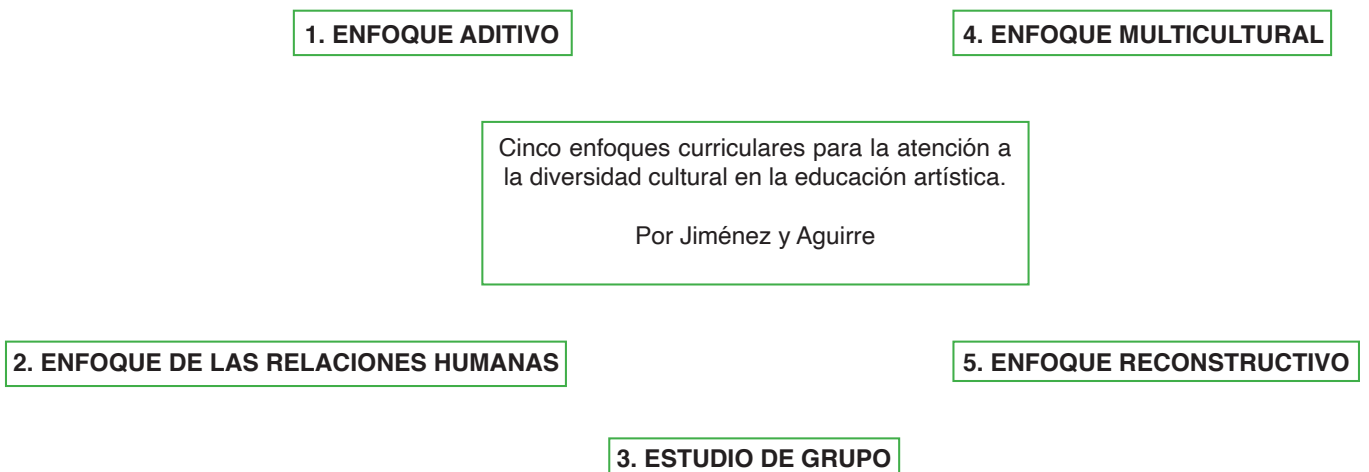 1. ENFOQUE ADITIVO
4. ENFOQUE MULTICULTURAL
Cinco enfoques curriculares para la atención a
la diversidad cultural en la educación artística.
Por Jiménez y Aguirre
2. ENFOQUE DE LAS RELACIONES HUMANAS
5. ENFOQUE RECONSTRUCTIVO
3. ESTUDIO DE GRUPO